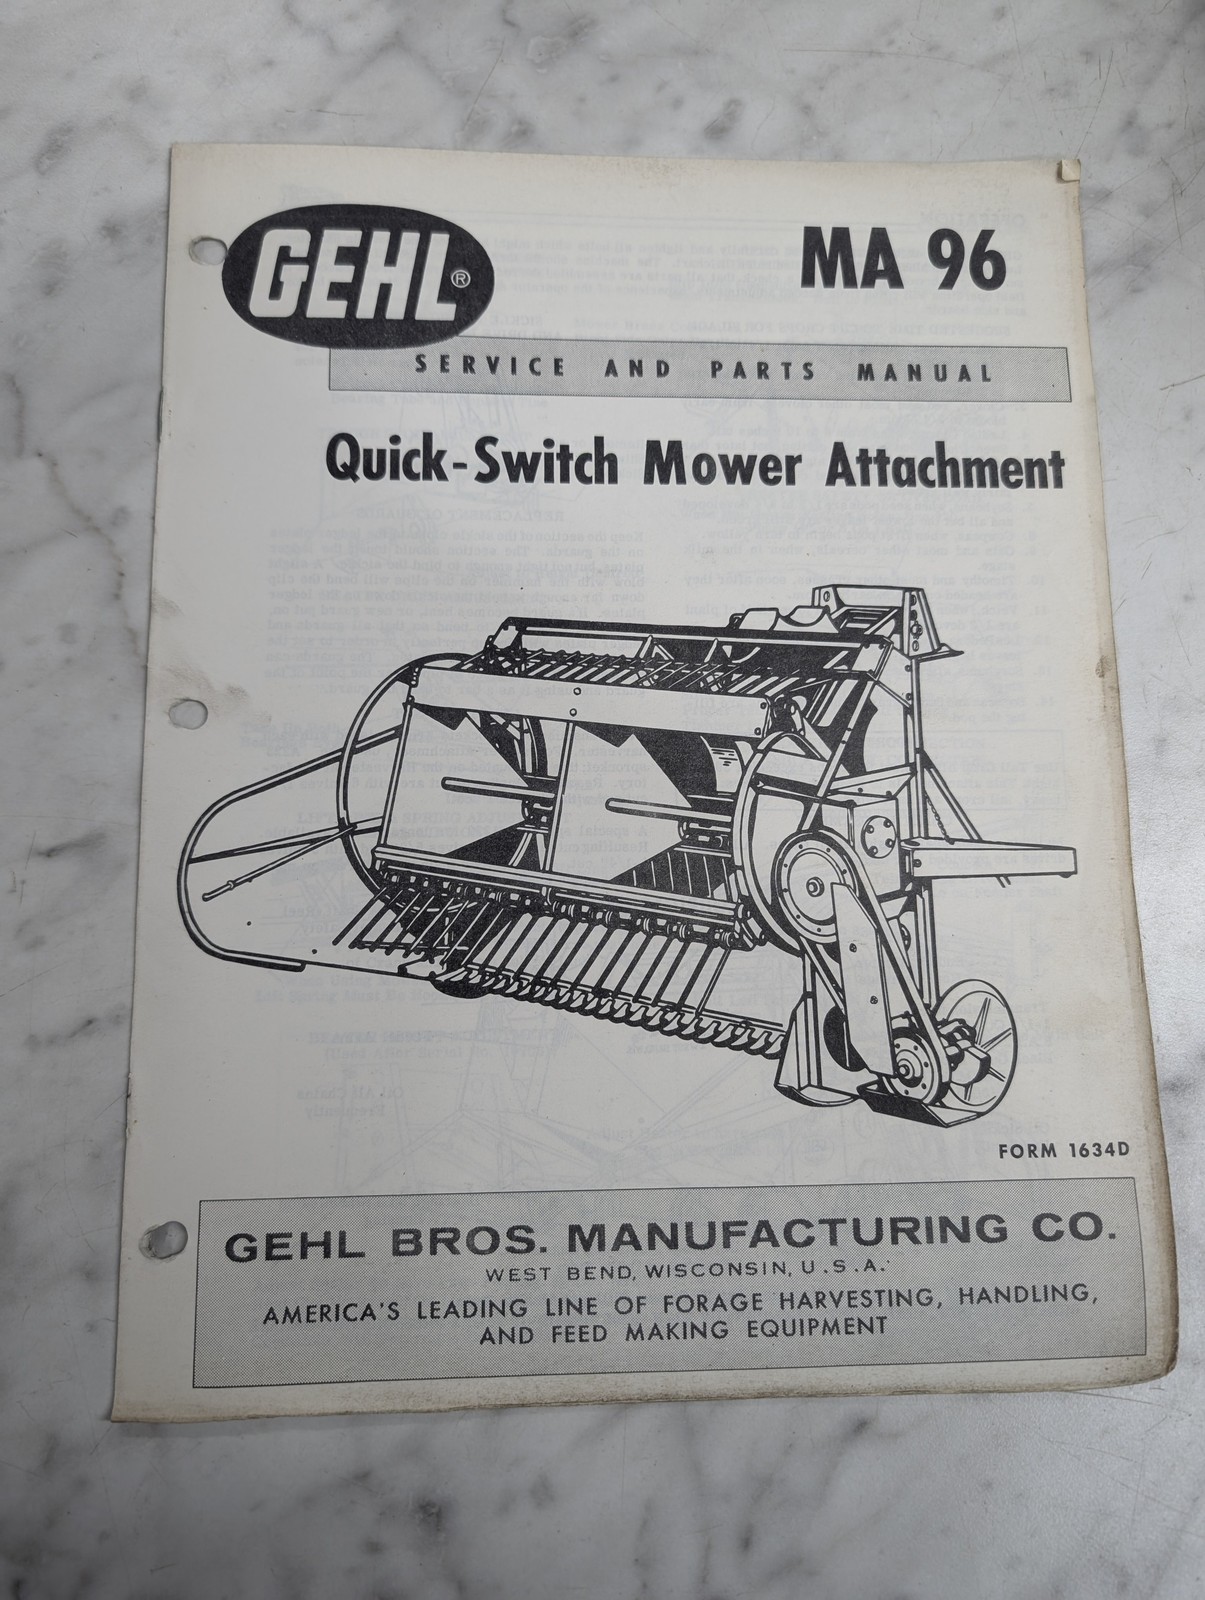 GEHL®
MA 96
SERVICE AND PARTS MANUAL
Quick-Switch Mower Attachment
FORM 1634D
GEHL BROS. MANUFACTURING CO.
WEST BEND, WISCONSIN, U.S.A.
AMERICA'S LEADING LINE OF FORAGE HARVESTING, HANDLING,
AND FEED MAKING EQUIPMENT